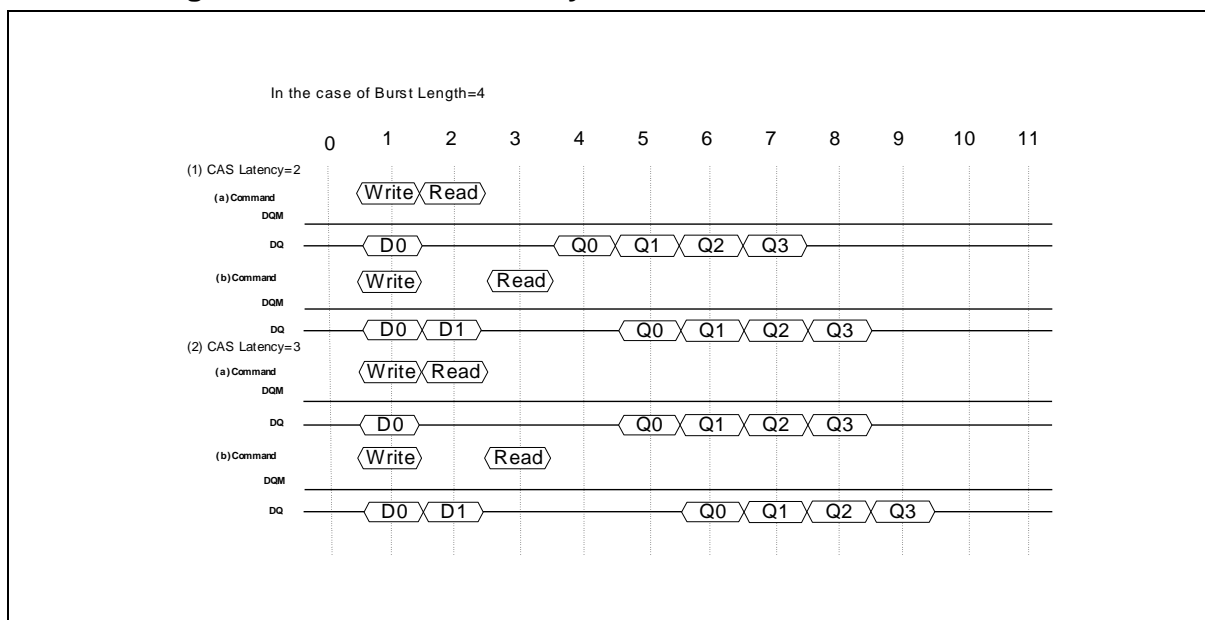 In the case of Burst Length=4
0 1 2 3 4 5 6 7 8 9 10 11
(1) CAS Latency=2
(a)Command Write Read
DQM
DQ D0 Q0 Q1 Q2 Q3
(b)Command Write Read
DQM
DQ D0 D1 Q0 Q1 Q2 Q3
(2) CAS Latency=3
(a)Command Write Read
DQM
DQ D0 Q0 Q1 Q2 Q3
(b)Command Write Read
DQM
DQ D0 D1 Q0 Q1 Q2 Q3